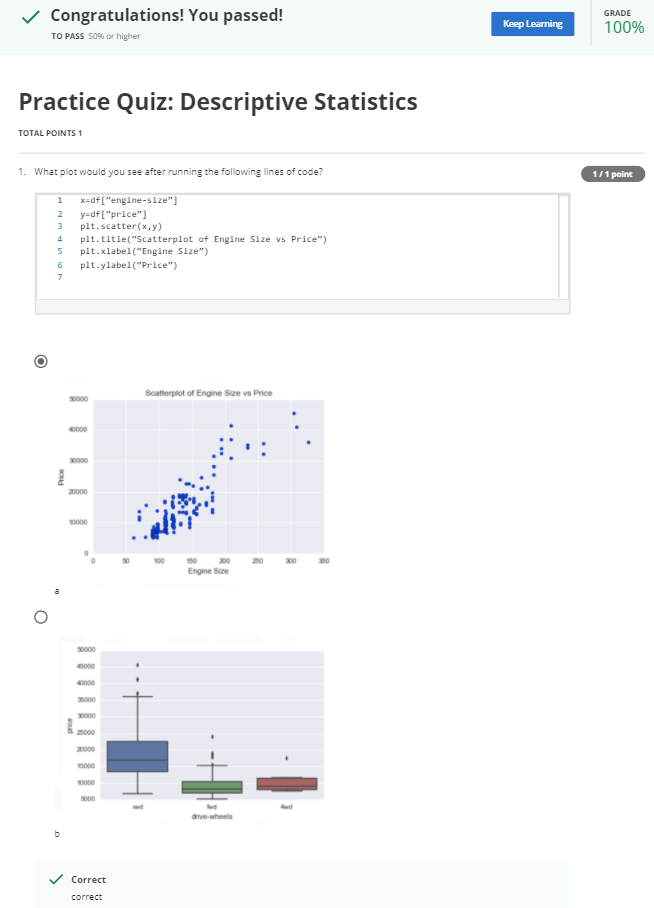 Congratulations! You passed!
TO PASS 50% or higher
Keep Learning
GRADE
100%
Practice Quiz: Descriptive Statistics
TOTAL POINTS 1
1. What plot would you see after running the following lines of code?
1 / 1 point
1 x=df["engine-size"]
2 y=df["price"]
3 plt.scatter(x,y)
4 plt.title("Scatterplot of Engine Size vs Price")
5 plt.xlabel("Engine Size")
6 plt.ylabel("Price")
7
Scatterplot of Engine Size vs Price
50000
40000
30000
20000
10000
0
Price
0 50 100 150 200 250 300 350
Engine Size
a
50000
45000
40000
35000
30000
25000
20000
15000
10000
5000
price
rwd fwd 4wd
drive-wheels
b
Correct
correct